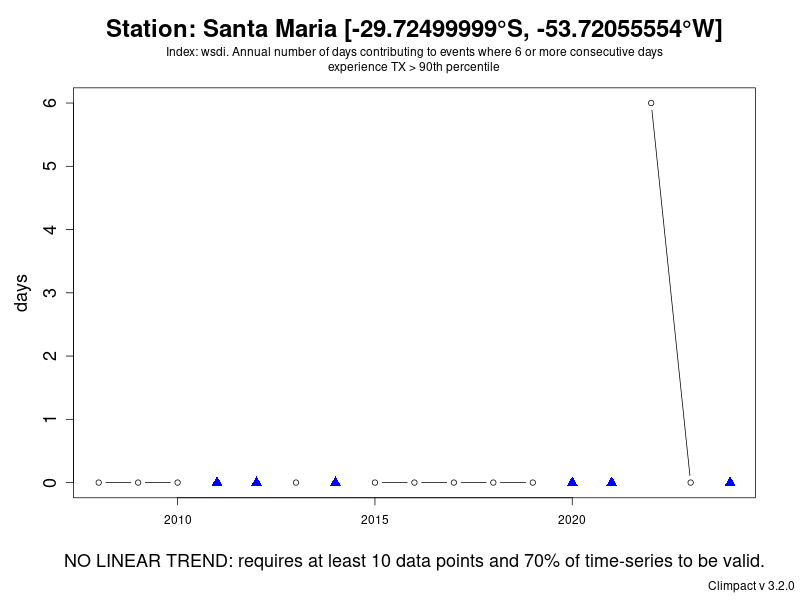 Station: Santa Maria [-29.72499999°S, -53.72055554°W]
Index: wsdi. Annual number of days contributing to events where 6 or more consecutive days
experience TX > 90th percentile
6
5
4
3
2
1
0
days
2010 2015 2020
NO LINEAR TREND: requires at least 10 data points and 70% of time-series to be valid.
Climpact v 3.2.0